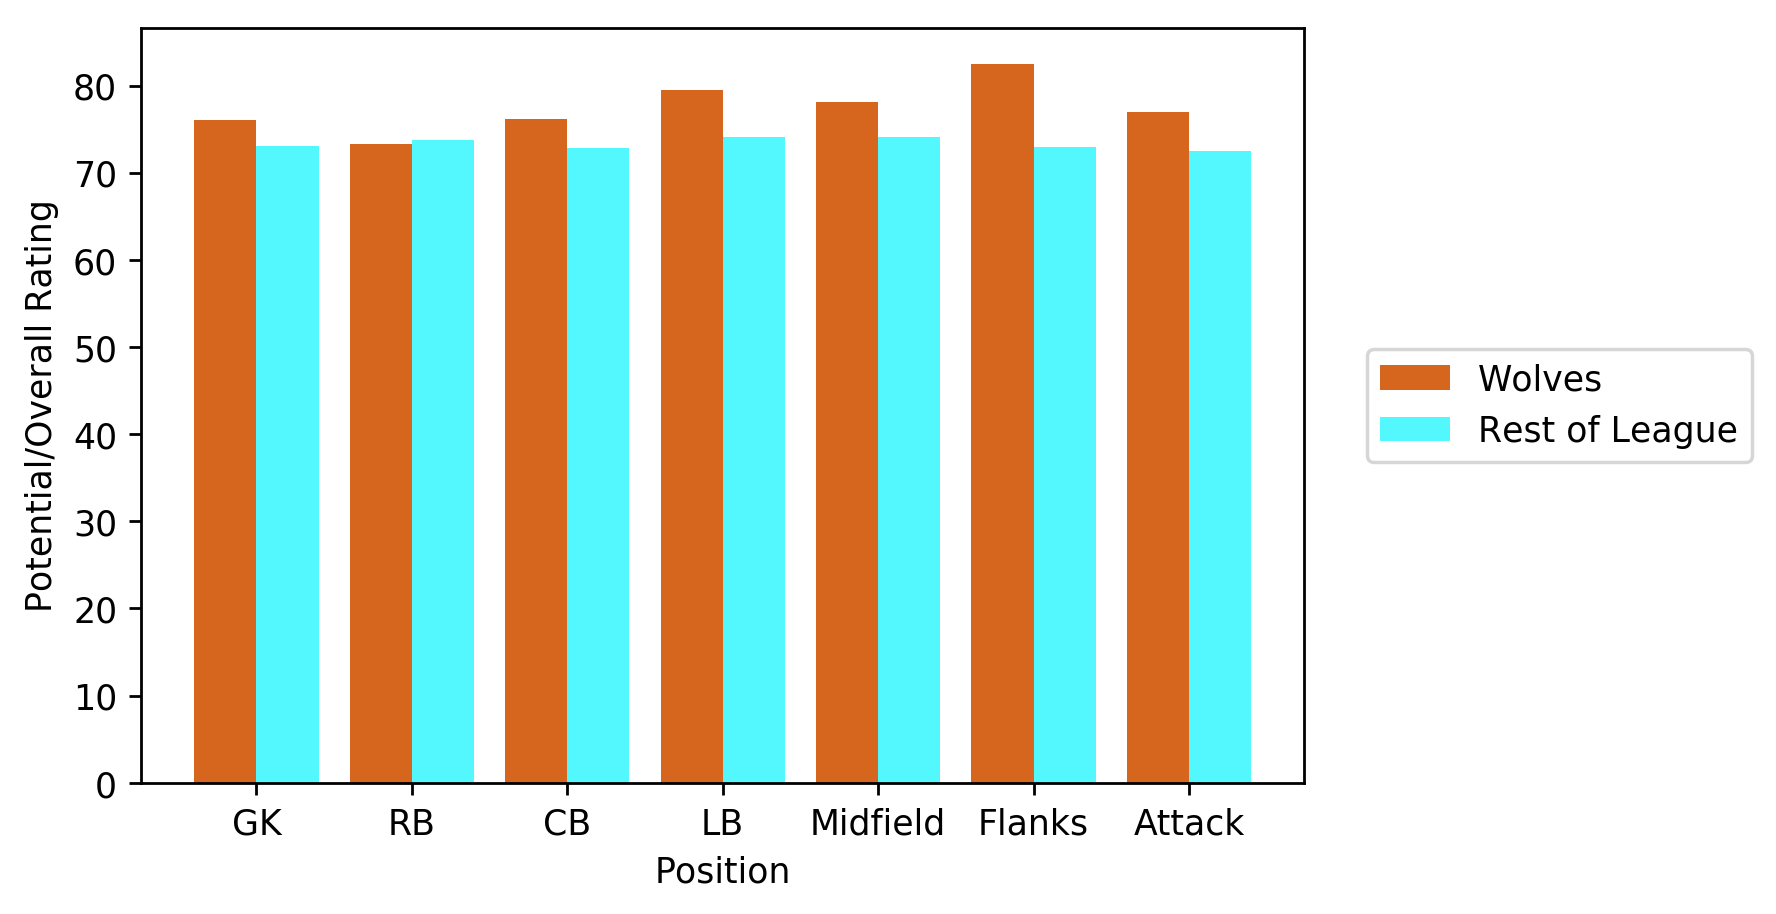 Potential/Overall Rating
80
70
60
50
40
30
20
10
0
GK RB CB LB Midfield Flanks Attack
Position
Wolves
Rest of League